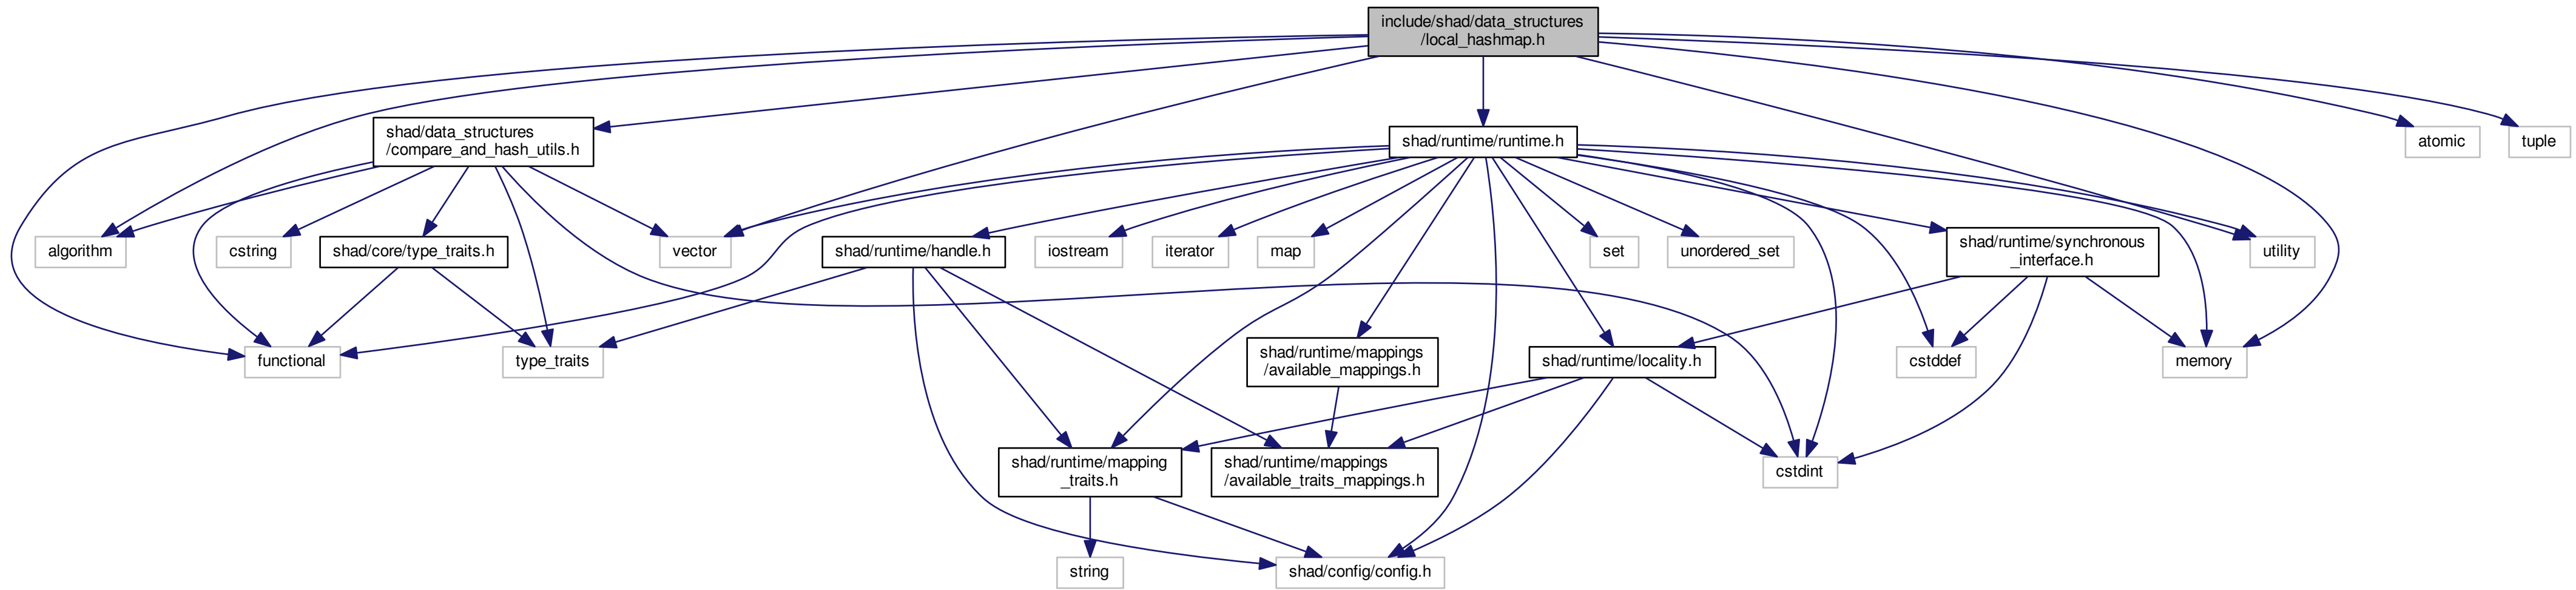 include/shad/data_structures
/local_hashmap.h
shad/data_structures
/compare_and_hash_utils.h
shad/runtime/runtime.h
atomic
tuple
algorithm
cstring
shad/core/type_traits.h
vector
shad/runtime/handle.h
iostream
iterator
map
set
unordered_set
shad/runtime/synchronous
_interface.h
utility
functional
type_traits
shad/runtime/mappings
/available_mappings.h
shad/runtime/locality.h
cstddef
memory
shad/runtime/mapping
_traits.h
shad/runtime/mappings
/available_traits_mappings.h
cstdint
string
shad/config/config.h